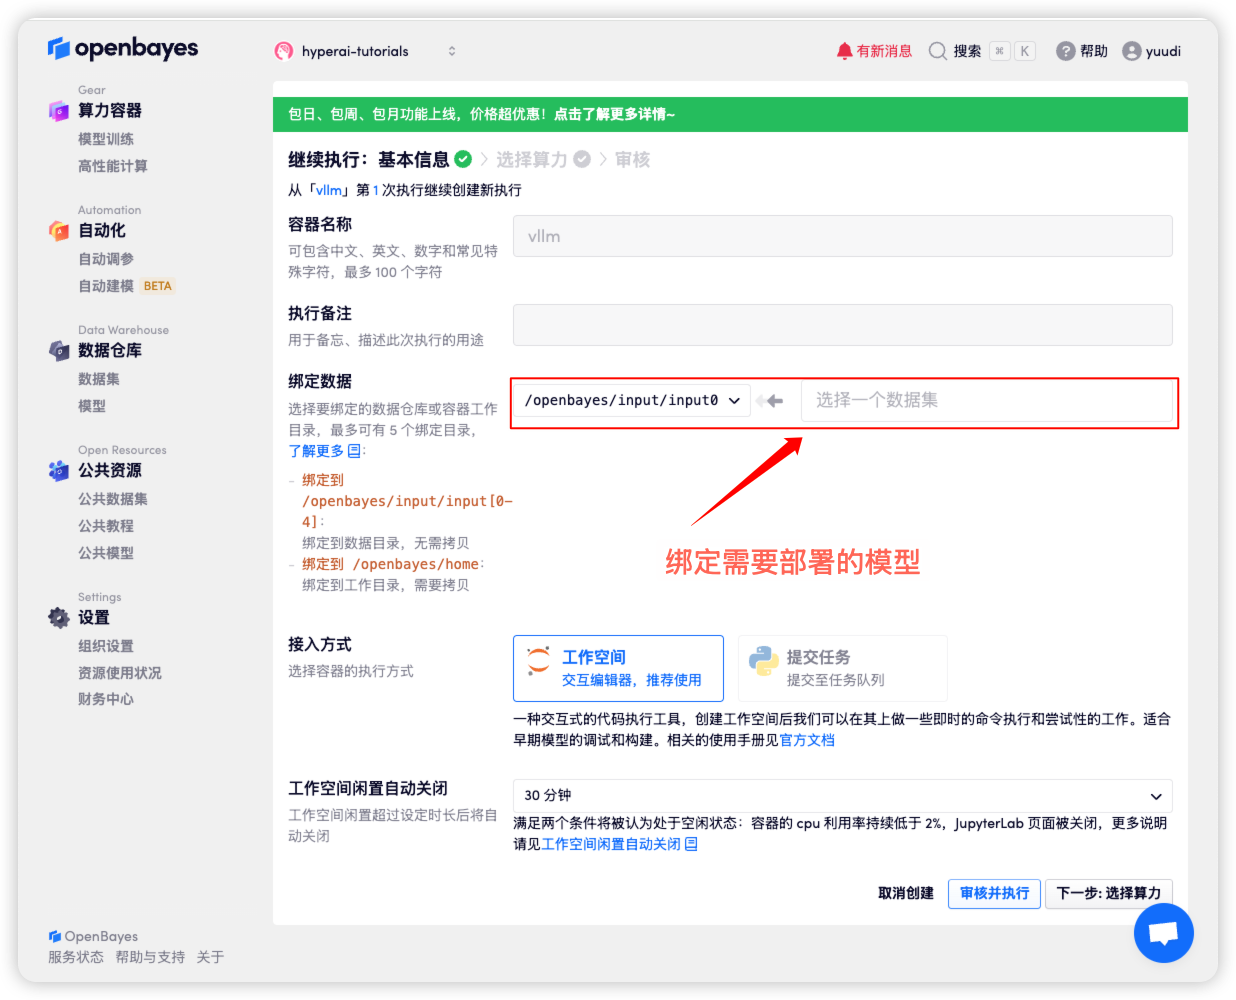 openbayes
hyperai-tutorials
有新消息
搜索
⌘
K
帮助
yuudi
Gear
算力容器
模型训练
高性能计算
Automation
自动化
自动调参
自动建模 BETA
Data Warehouse
数据仓库
数据集
模型
Open Resources
公共资源
公共数据集
公共教程
公共模型
Settings
设置
组织设置
资源使用状况
财务中心
OpenBayes
服务状态 帮助与支持 关于
包日、包周、包月功能上线，价格超优惠！点击了解更多详情~
继续执行：基本信息 选择算力 审核
从「vllm」第 1 次执行继续创建新执行
容器名称
可包含中文、英文、数字和常见特
殊字符，最多 100 个字符
vllm
执行备注
用于备忘、描述此次执行的用途
绑定数据
选择要绑定的数据仓库或容器工作
目录，最多可有 5 个绑定目录，
了解更多：
- 绑定到
/openbayes/input/input[0-
4]：
绑定到数据目录，无需拷贝
- 绑定到 /openbayes/home：
绑定到工作目录，需要拷贝
/openbayes/input/input0
选择一个数据集
绑定需要部署的模型
接入方式
选择容器的执行方式
工作空间
交互编辑器，推荐使用
提交任务
提交至任务队列
一种交互式的代码执行工具，创建工作空间后我们可以在其上做一些即时的命令执行和尝试性的工作。适合
早期模型的调试和构建。相关的使用手册见官方文档
工作空间闲置自动关闭
工作空间闲置超过设定时长后将自
动关闭
30 分钟
满足两个条件将被认为处于空闲状态：容器的 cpu 利用率持续低于 2%，JupyterLab 页面被关闭，更多说明
请见工作空间闲置自动关闭
取消创建
审核并执行
下一步: 选择算力